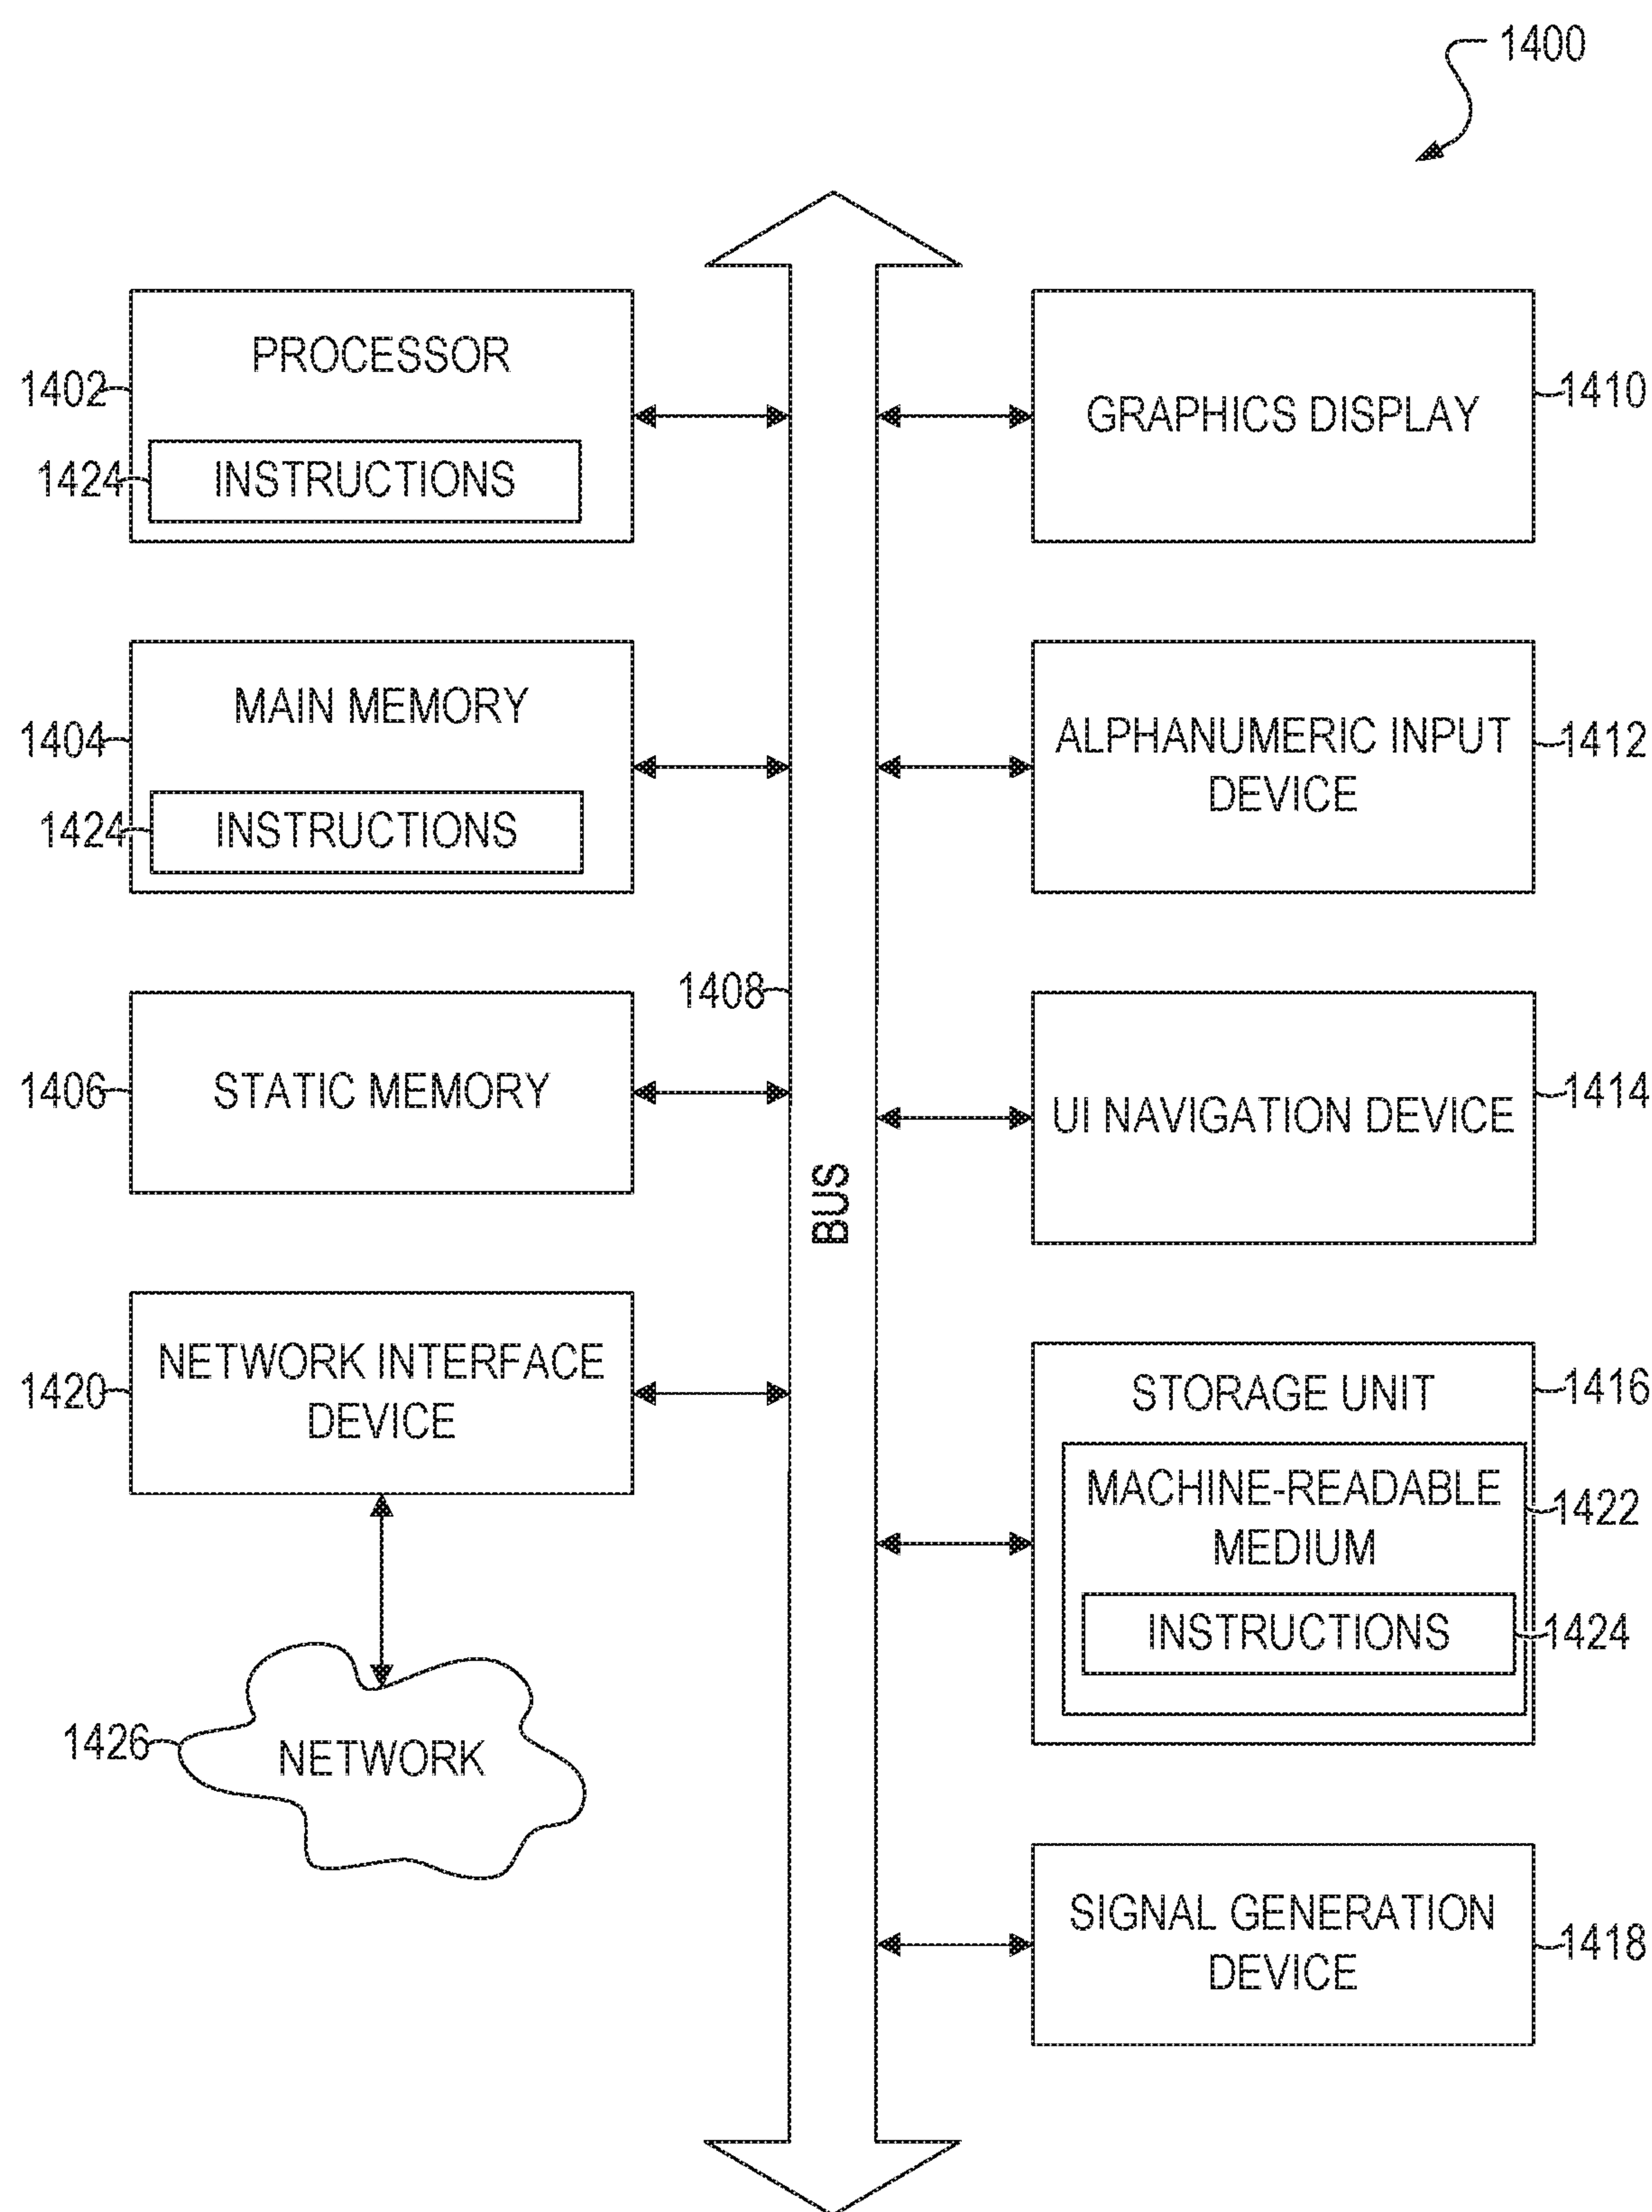 1400
PROCESSOR
1402
1424
INSTRUCTIONS
MAIN MEMORY
1404
1424
INSTRUCTIONS
1408
1406
STATIC MEMORY
BUS
NETWORK INTERFACE
DEVICE
1420
1426
NETWORK
GRAPHICS DISPLAY
1410
ALPHANUMERIC INPUT
DEVICE
1412
UI NAVIGATION DEVICE
1414
STORAGE UNIT
1416
MACHINE-READABLE
MEDIUM
1422
INSTRUCTIONS
1424
SIGNAL GENERATION
DEVICE
1418